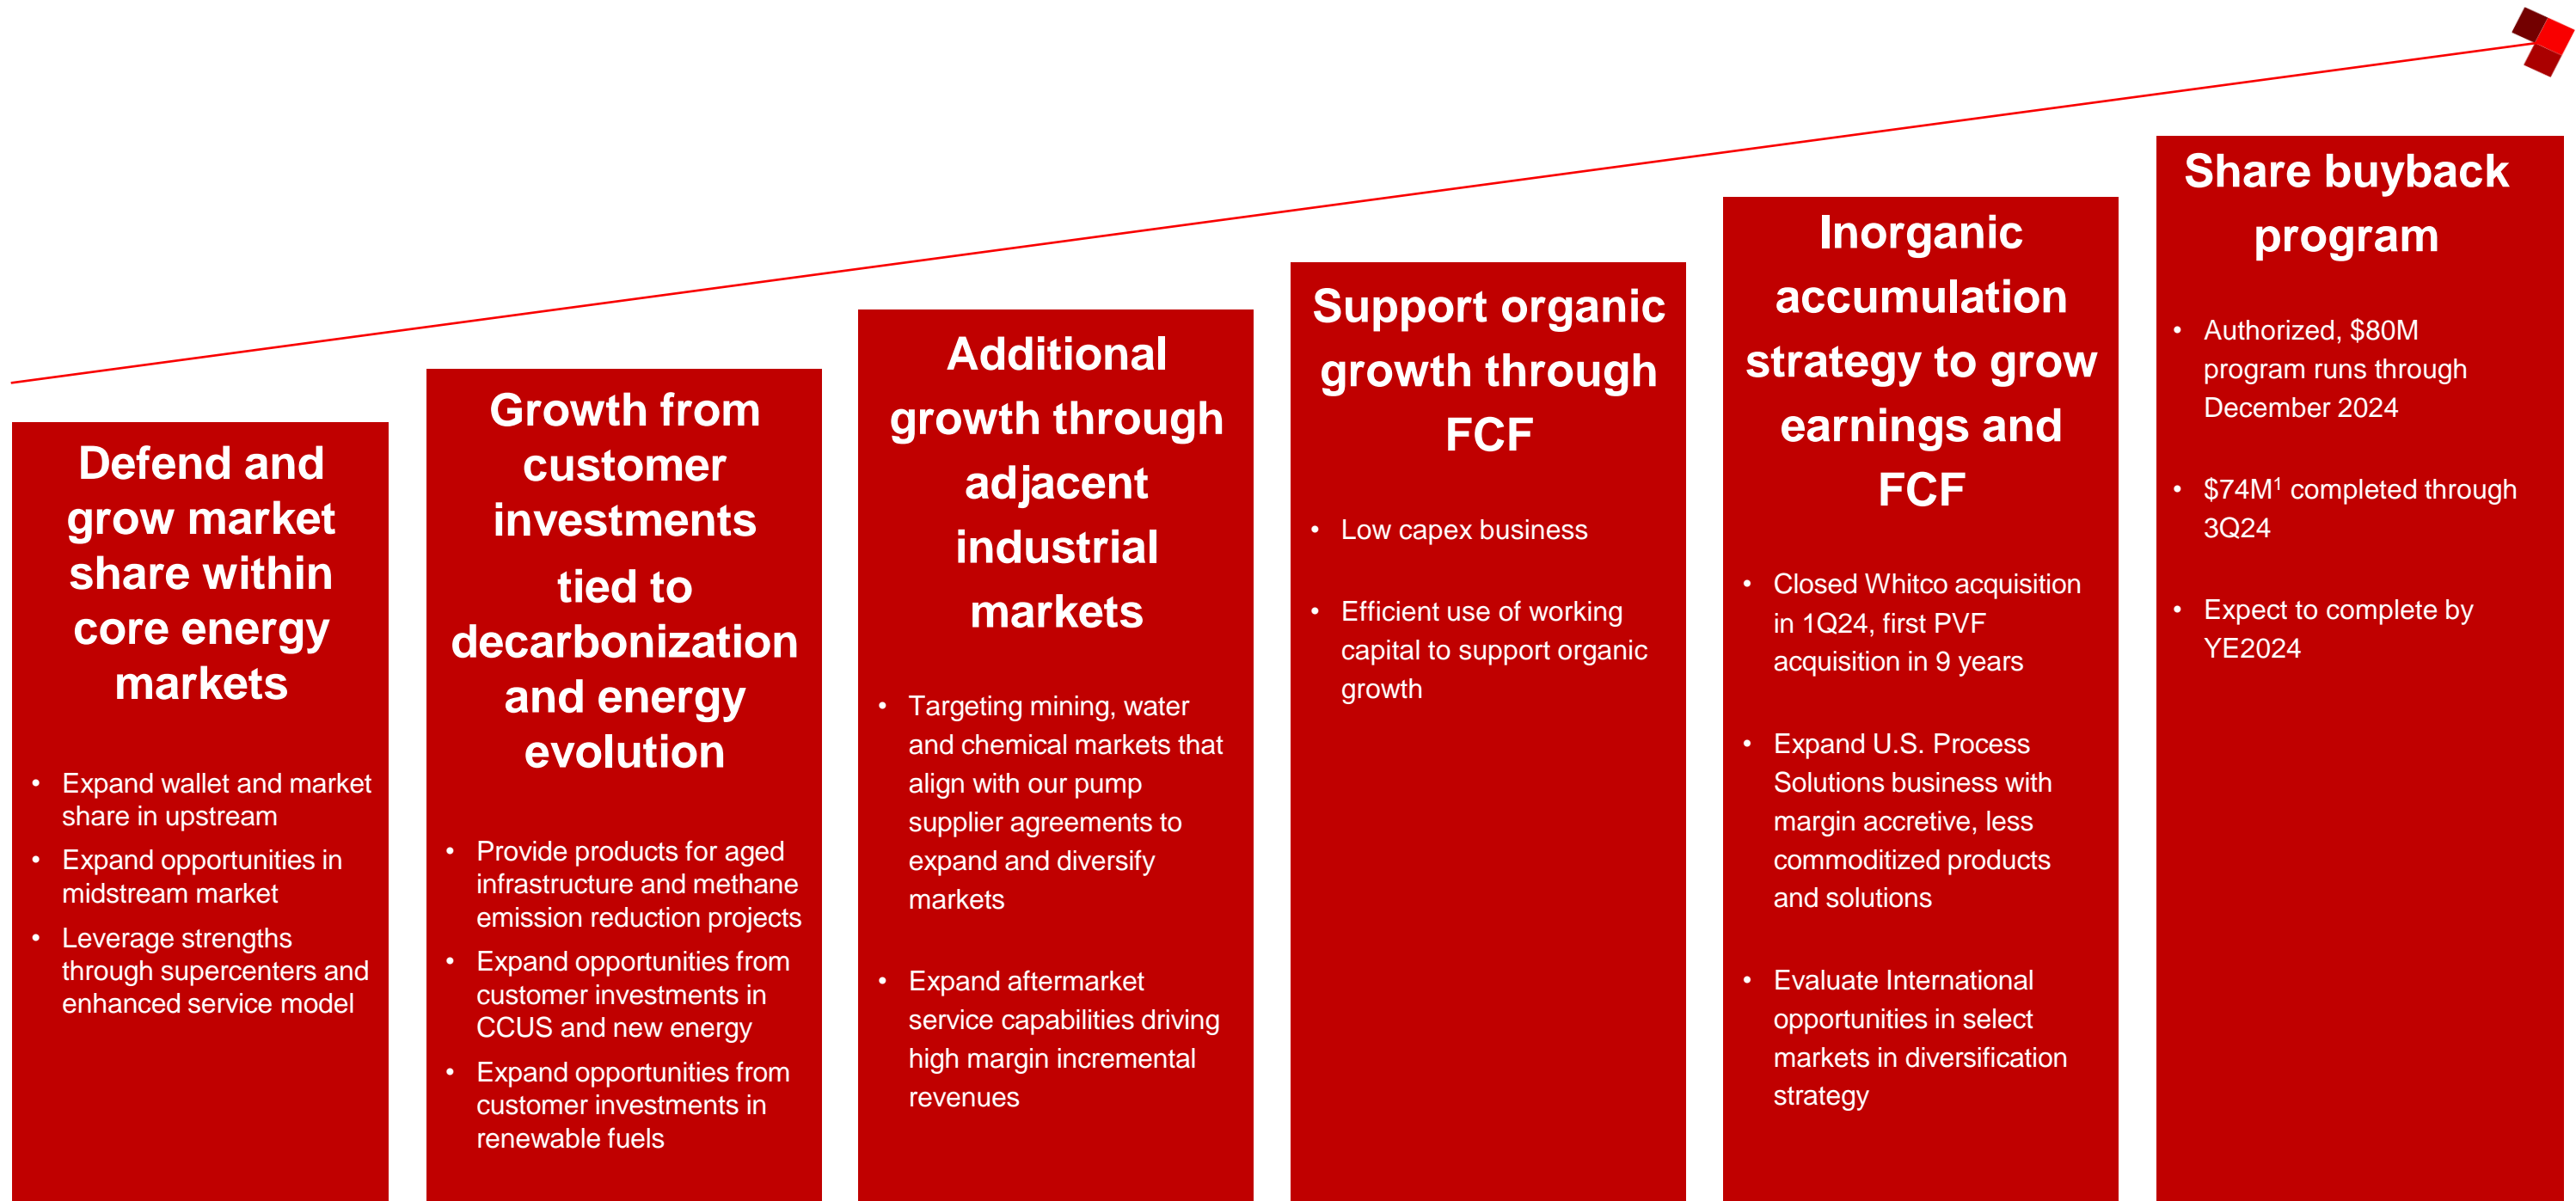 Defend and
grow market
share within
core energy
markets
• Expand wallet and market
share in upstream
• Expand opportunities in
midstream market
• Leverage strengths
through supercenters and
enhanced service model
Growth from
customer
investments
tied to
decarbonization
and energy
evolution
• Provide products for aged
infrastructure and methane
emission reduction projects
• Expand opportunities from
customer investments in
CCUS and new energy
• Expand opportunities from
customer investments in
renewable fuels
Additional
growth through
adjacent
industrial
markets
• Targeting mining, water
and chemical markets that
align with our pump
supplier agreements to
expand and diversify
markets
• Expand aftermarket
service capabilities driving
high margin incremental
revenues
Support organic
growth through
FCF
• Low capex business
• Efficient use of working
capital to support organic
growth
Inorganic
accumulation
strategy to grow
earnings and
FCF
• Closed Whitco acquisition
in 1Q24, first PVF
acquisition in 9 years
• Expand U.S. Process
Solutions business with
margin accretive, less
commoditized products
and solutions
• Evaluate International
opportunities in select
markets in diversification
strategy
Share buyback
program
• Authorized, $80M
program runs through
December 2024
• $74M¹ completed through
3Q24
• Expect to complete by
YE2024